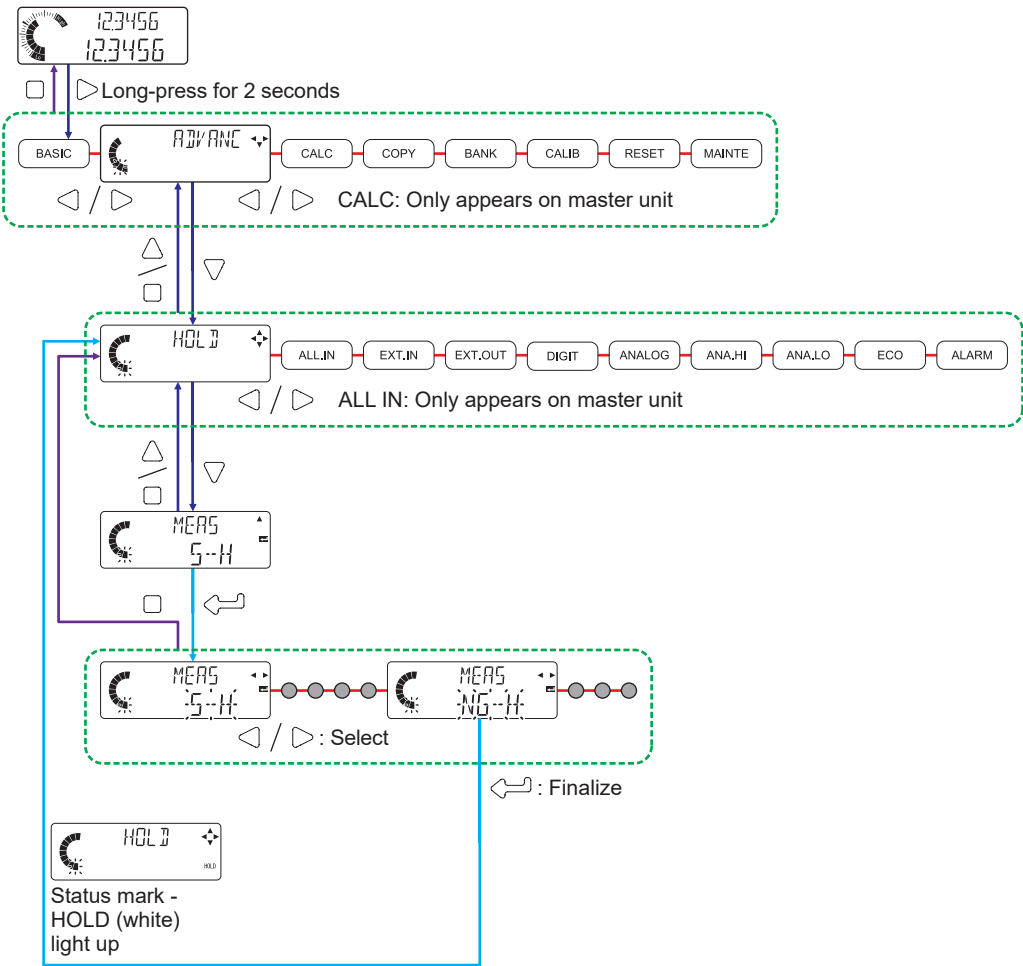 12.3456
12.3456
Long-press for 2 seconds
BASIC ADVANC CALC COPY BANK CALIB RESET MAINTE
/ / CALC: Only appears on master unit
HOLD ALL.IN EXT.IN EXT.OUT DIGIT ANALOG ANA.HI ANA.LO ECO ALARM
/ ALL IN: Only appears on master unit
MEAS
S--H
MEAS MEAS
S--H NG--H
/ : Select
: Finalize
HOLD
HOLD
Status mark -
HOLD (white)
light up